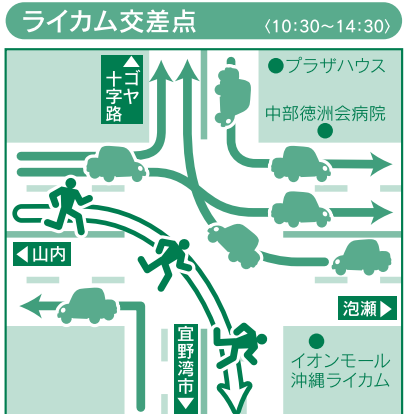 ライカム交差点
〈10:30〜14:30〉
▲ゴヤ
十字路
プラザハウス
中部徳洲会病院
◀山内
泡瀬▶
宜野湾市▼
イオンモール
沖縄ライカム